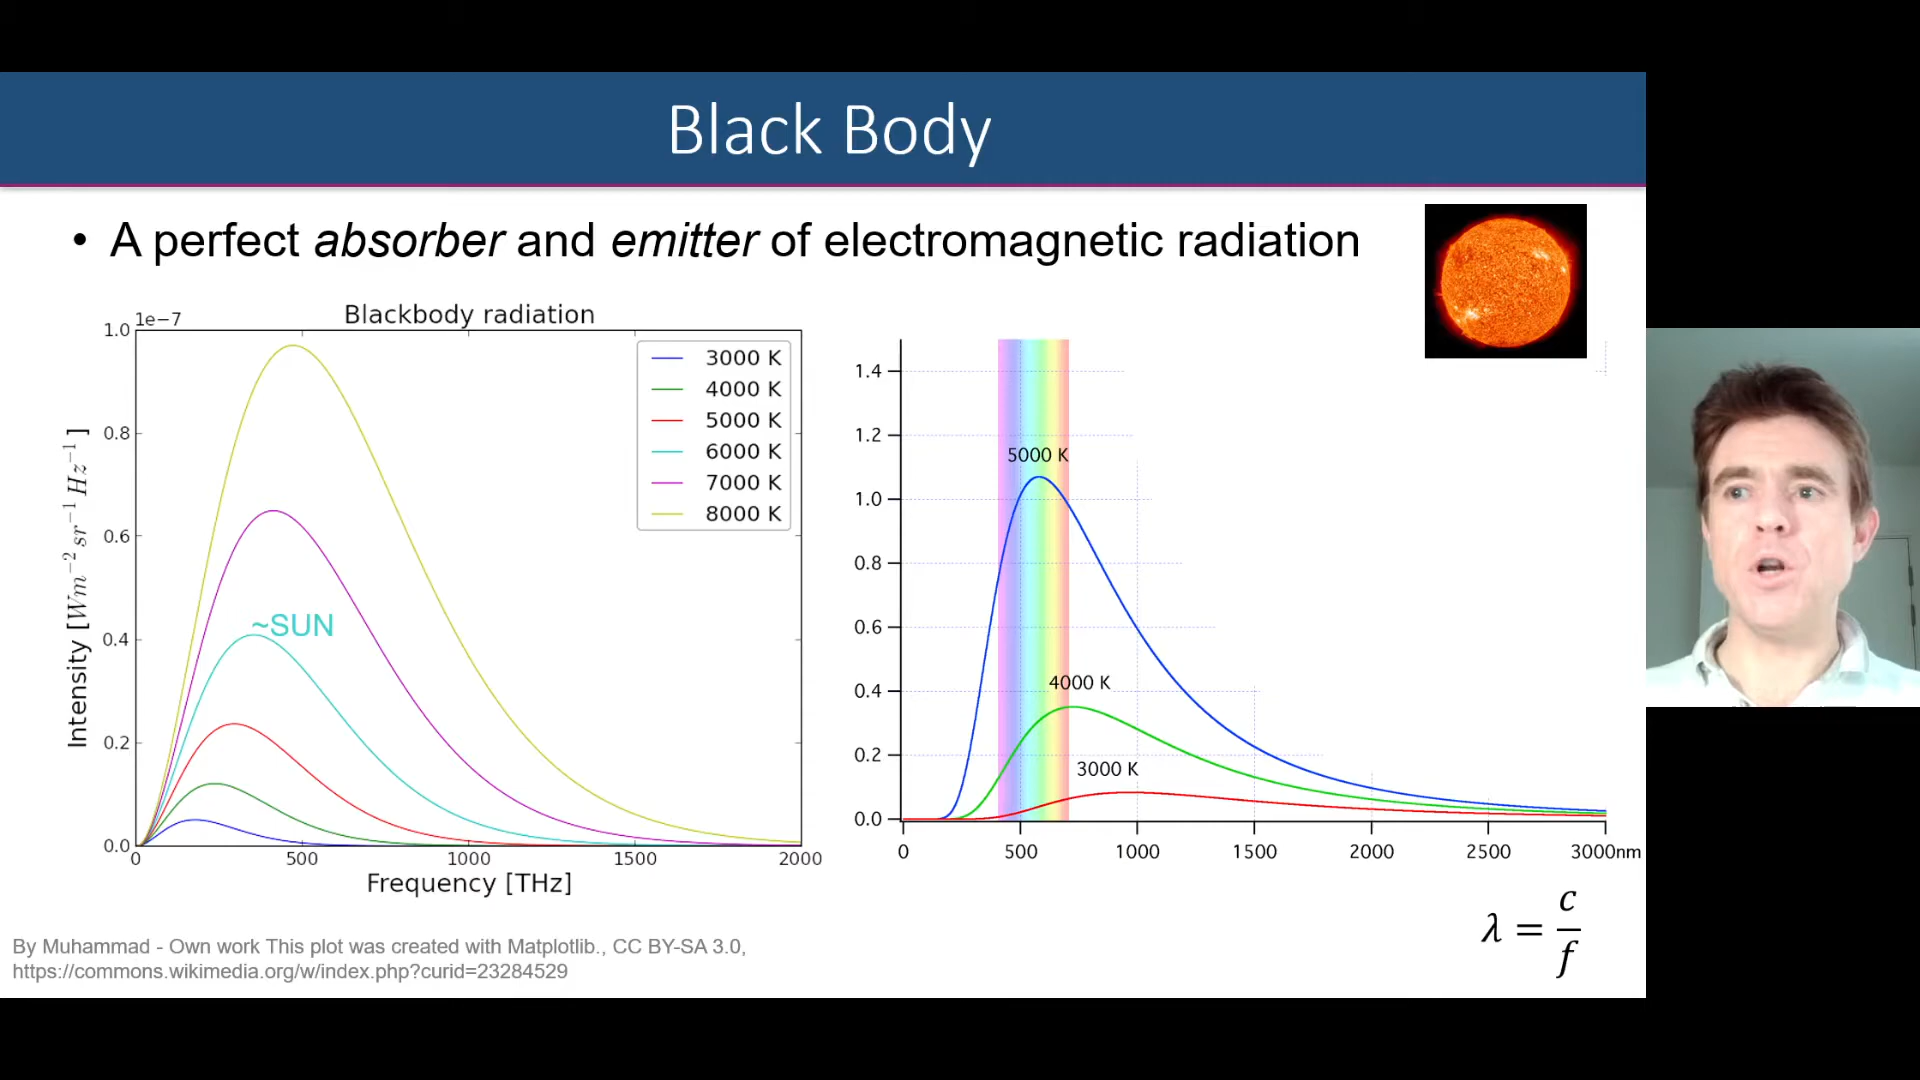 Black Body
• A perfect absorber and emitter of electromagnetic radiation
Blackbody radiation
1e−7
1.0
0.8
0.6
0.4
0.2
0.0
Intensity [Wm⁻² sr⁻¹ Hz⁻¹]
3000 K
4000 K
5000 K
6000 K
7000 K
8000 K
~SUN
0 500 1000 1500 2000
Frequency [THz]
1.4
1.2
1.0
0.8
0.6
0.4
0.2
0.0
5000 K
4000 K
3000 K
0 500 1000 1500 2000 2500 3000nm
λ = c/f
By Muhammad - Own work This plot was created with Matplotlib., CC BY-SA 3.0,
https://commons.wikimedia.org/w/index.php?curid=23284529